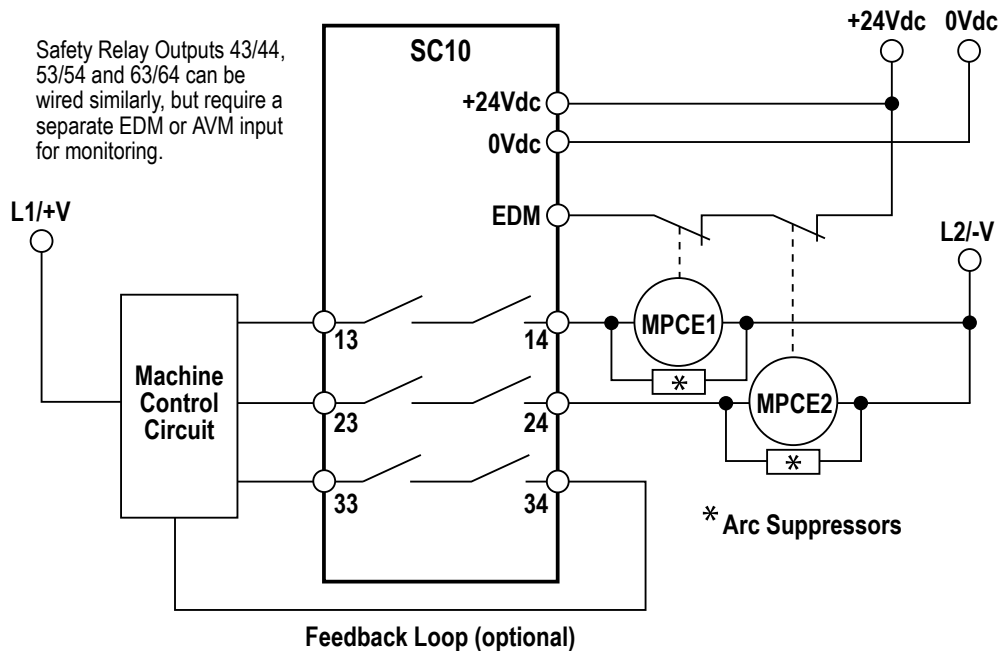 Safety Relay Outputs 43/44,
53/54 and 63/64 can be
wired similarly, but require a
separate EDM or AVM input
for monitoring.
SC10
+24Vdc 0Vdc
+24Vdc
0Vdc
EDM
L1/+V
L2/-V
Machine
Control
Circuit
13
14
MPCE1
*
23
24
MPCE2
*
33
34
* Arc Suppressors
Feedback Loop (optional)